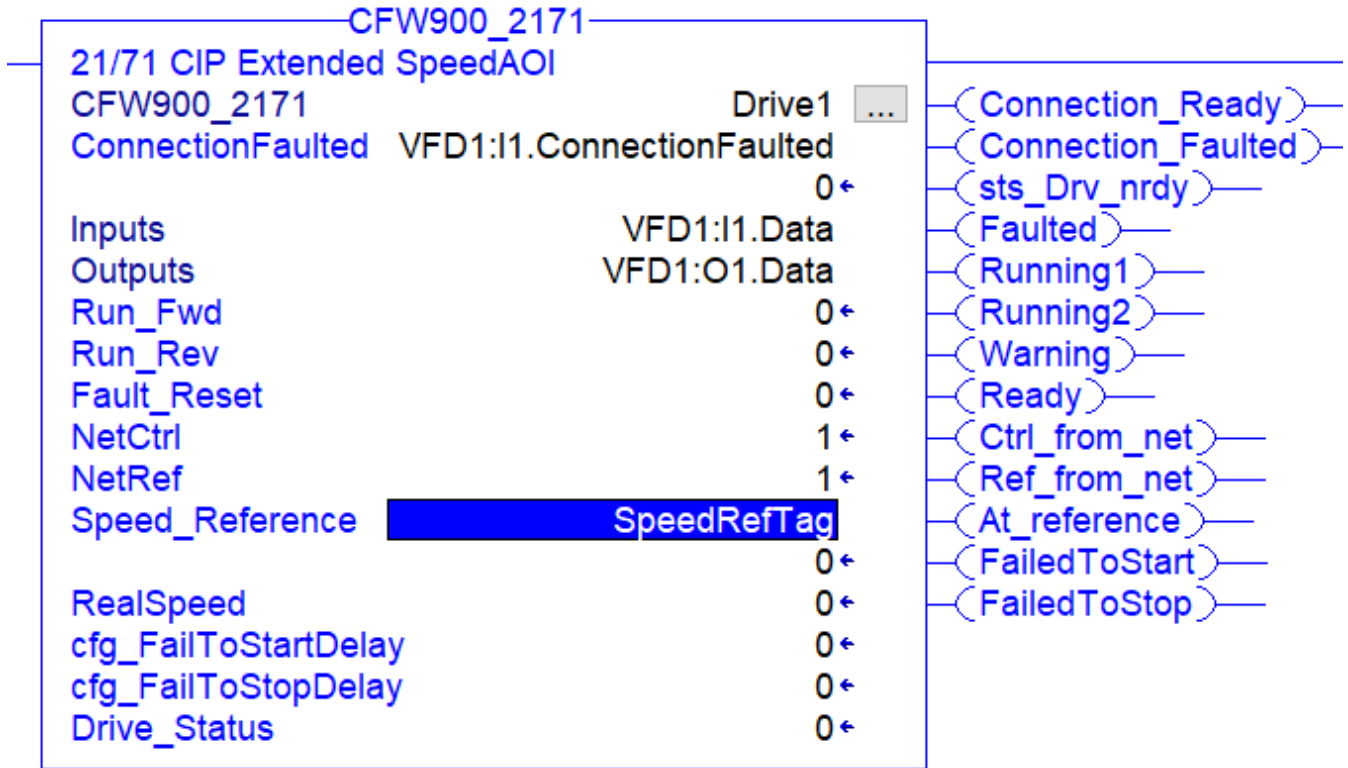 CFW900_2171
21/71 CIP Extended SpeedAOI
CFW900_2171 Drive1 ... Connection_Ready
ConnectionFaulted VFD1:I1.ConnectionFaulted Connection_Faulted
0 sts_Drv_nrdy
Inputs VFD1:I1.Data Faulted
Outputs VFD1:O1.Data Running1
Run_Fwd 0 Running2
Run_Rev 0 Warning
Fault_Reset 0 Ready
NetCtrl 1 Ctrl_from_net
NetRef 1 Ref_from_net
Speed_Reference SpeedRefTag At_reference
0 FailedToStart
RealSpeed 0 FailedToStop
cfg_FailToStartDelay 0
cfg_FailToStopDelay 0
Drive_Status 0